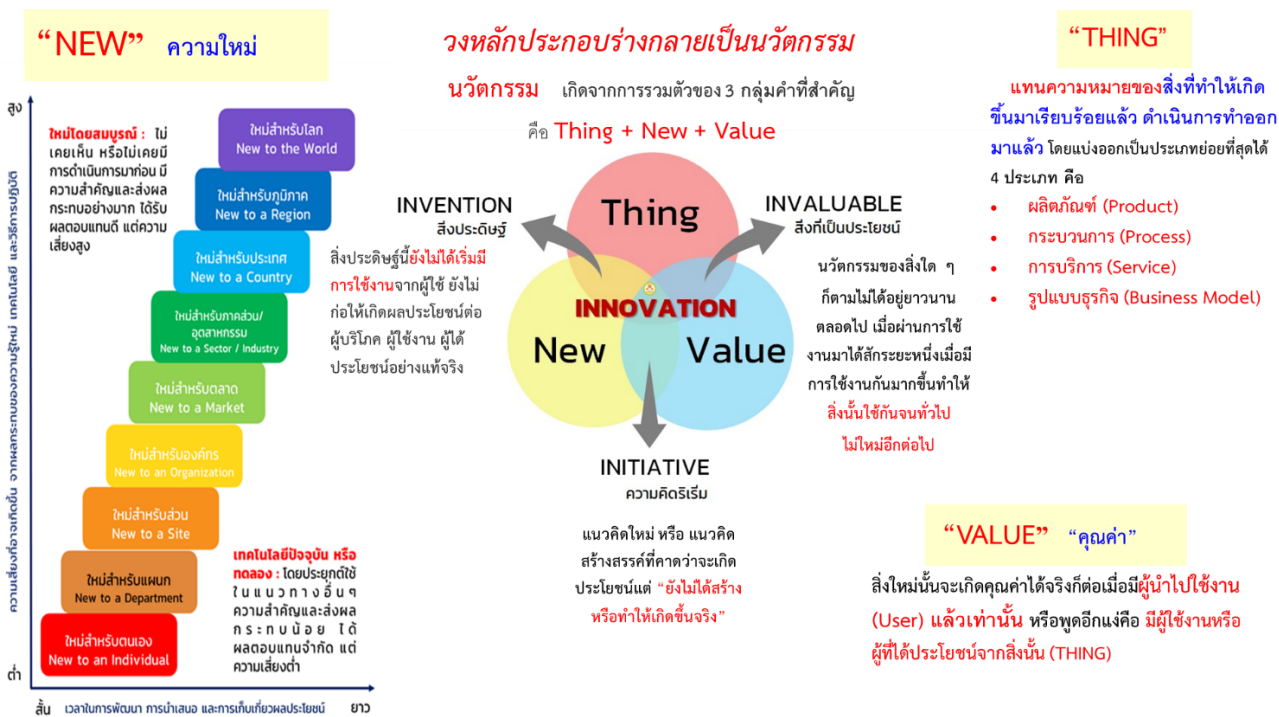 “NEW” ความใหม่
สูง
ความเสี่ยงที่อาจเกิดขึ้น จากผลกระทบของความรู้ใหม่ เทคโนโลยี และวิธีการปฏิบัติ
ต่ำ
ใหม่โดยสมบูรณ์ : ไม่
เคยเห็น หรือไม่เคยมี
การดำเนินการมาก่อน มี
ความสำคัญและส่งผล
กระทบอย่างมาก ได้รับ
ผลตอบแทนดี แต่ความ
เสี่ยงสูง
ใหม่สำหรับโลก
New to the World
ใหม่สำหรับภูมิภาค
New to a Region
ใหม่สำหรับประเทศ
New to a Country
ใหม่สำหรับภาคส่วน/
อุตสาหกรรม
New to a Sector / Industry
ใหม่สำหรับตลาด
New to a Market
ใหม่สำหรับองค์กร
New to an Organization
ใหม่สำหรับส่วน
New to a Site
ใหม่สำหรับแผนก
New to a Department
ใหม่สำหรับตนเอง
New to an Individual
เทคโนโลยีปัจจุบัน หรือ
ทดลอง : โดยประยุกต์ใช้
ในแนวทางอื่นๆ
ความสำคัญและส่งผล
กระทบน้อย ได้
ผลตอบแทนจำกัด แต่
ความเสี่ยงต่ำ
สั้น เวลาในการพัฒนา การนำเสนอ และการเก็บเกี่ยวผลประโยชน์ ยาว
วงหลักประกอบร่างกลายเป็นนวัตกรรม
นวัตกรรม เกิดจากการรวมตัวของ 3 กลุ่มคำที่สำคัญ
คือ Thing + New + Value
Thing
New
Value
INNOVATION
INVENTION
สิ่งประดิษฐ์
สิ่งประดิษฐ์นี้ยังไม่ได้เริ่มมี
การใช้งานจากผู้ใช้ ยังไม่
ก่อให้เกิดผลประโยชน์ต่อ
ผู้บริโภค ผู้ใช้งาน ผู้ได้
ประโยชน์อย่างแท้จริง
INVALUABLE
สิ่งที่เป็นประโยชน์
นวัตกรรมของสิ่งใด ๆ
ก็ตามไม่ได้อยู่ยาวนาน
ตลอดไป เมื่อผ่านการใช้
งานมาได้สักระยะหนึ่งเมื่อมี
การใช้งานกันมากขึ้นทำให้
สิ่งนั้นใช้กันจนทั่วไป
ไม่ใหม่อีกต่อไป
INITIATIVE
ความคิดริเริ่ม
แนวคิดใหม่ หรือ แนวคิด
สร้างสรรค์ที่คาดว่าจะเกิด
ประโยชน์แต่ “ยังไม่ได้สร้าง
หรือทำให้เกิดขึ้นจริง”
“THING”
แทนความหมายของสิ่งที่ทำให้เกิด
ขึ้นมาเรียบร้อยแล้ว ดำเนินการทำออก
มาแล้ว โดยแบ่งออกเป็นประเภทย่อยที่สุดได้
4 ประเภท คือ
• ผลิตภัณฑ์ (Product)
• กระบวนการ (Process)
• การบริการ (Service)
• รูปแบบธุรกิจ (Business Model)
“VALUE” “คุณค่า”
สิ่งใหม่นั้นจะเกิดคุณค่าได้จริงก็ต่อเมื่อมีผู้นำไปใช้งาน
(User) แล้วเท่านั้น หรือพูดอีกแง่คือ มีผู้ใช้งานหรือ
ผู้ที่ได้ประโยชน์จากสิ่งนั้น (THING)